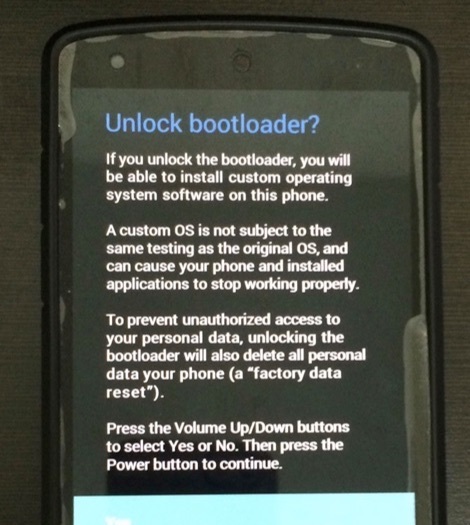 Unlock bootloader?
If you unlock the bootloader, you will
be able to install custom operating
system software on this phone.
A custom OS is not subject to the
same testing as the original OS, and
can cause your phone and installed
applications to stop working properly.
To prevent unauthorized access to
your personal data, unlocking the
bootloader will also delete all personal
data your phone (a "factory data
reset").
Press the Volume Up/Down buttons
to select Yes or No. Then press the
Power button to continue.